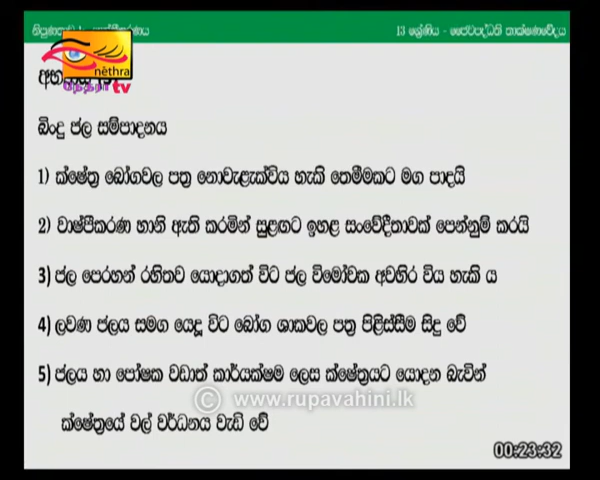 13 ශ්‍රේණිය - ජෛවපද්ධති තාක්ෂණවේදය
nēthra
நேத்ரா tv
බිංදු ජල සම්පාදනය
1) ක්ෂේත්‍ර බෝගවල පත්‍ර නොවැළැක්විය හැකි තෙමීමකට මග පාදයි
2) වාෂ්පීකරණ හානි ඇති කරමින් සුළඟට ඉහළ සංවේදීතාවක් පෙන්නුම් කරයි
3) ජල පෙරහන් රහිතව යොදාගත් විට ජල විමෝචක අවහිර විය හැකි ය
4) ලවණ ජලය සමග යෙදූ විට බෝග ශාකවල පත්‍ර පිළිස්සීම සිදු වේ
5) ජලය හා පෝෂක වඩාත් කාර්යක්ෂම ලෙස ක්ෂේත්‍රයට යොදන බැවින්
© www.rupavahini.lk
ක්ෂේත්‍රයේ වල් වර්ධනය වැඩි වේ
00:23:32